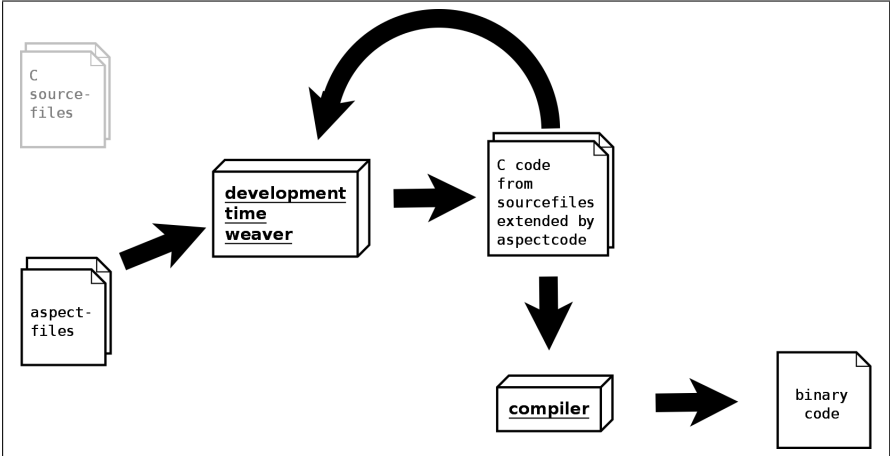 C
source-
files
development
time
weaver
C code
from
sourcefiles
extended by
aspectcode
aspect-
files
compiler
binary
code